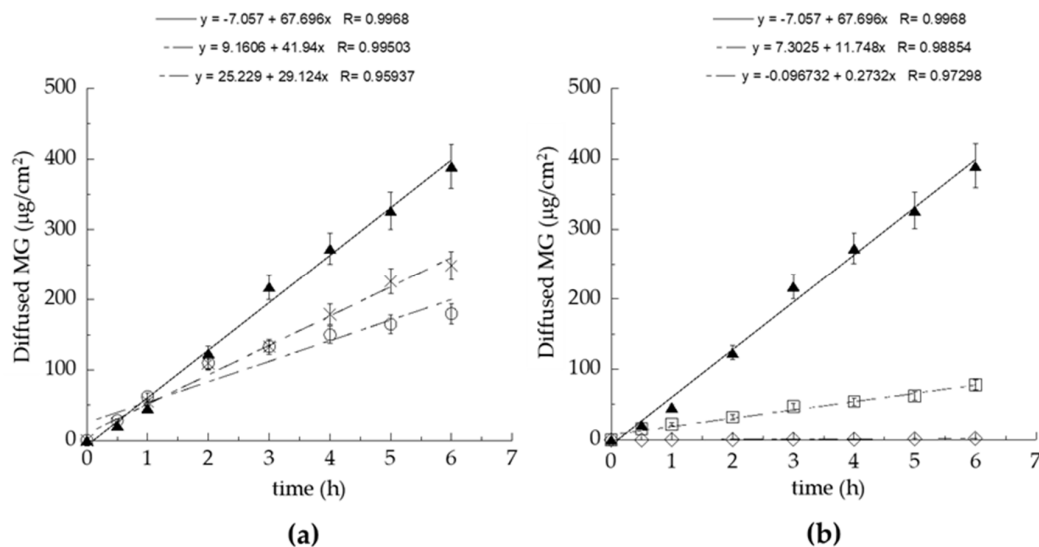 y = -7.057 + 67.696x R= 0.9968
y = 9.1606 + 41.94x R= 0.99503
y = 25.229 + 29.124x R= 0.95937
500
400
300
200
100
0
Diffused MG (µg/cm²)
0 1 2 3 4 5 6 7
time (h)
(a)
y = -7.057 + 67.696x R= 0.9968
y = 7.3025 + 11.748x R= 0.98854
y = -0.096732 + 0.2732x R= 0.97298
500
400
300
200
100
0
Diffused MG (µg/cm²)
0 1 2 3 4 5 6 7
time (h)
(b)